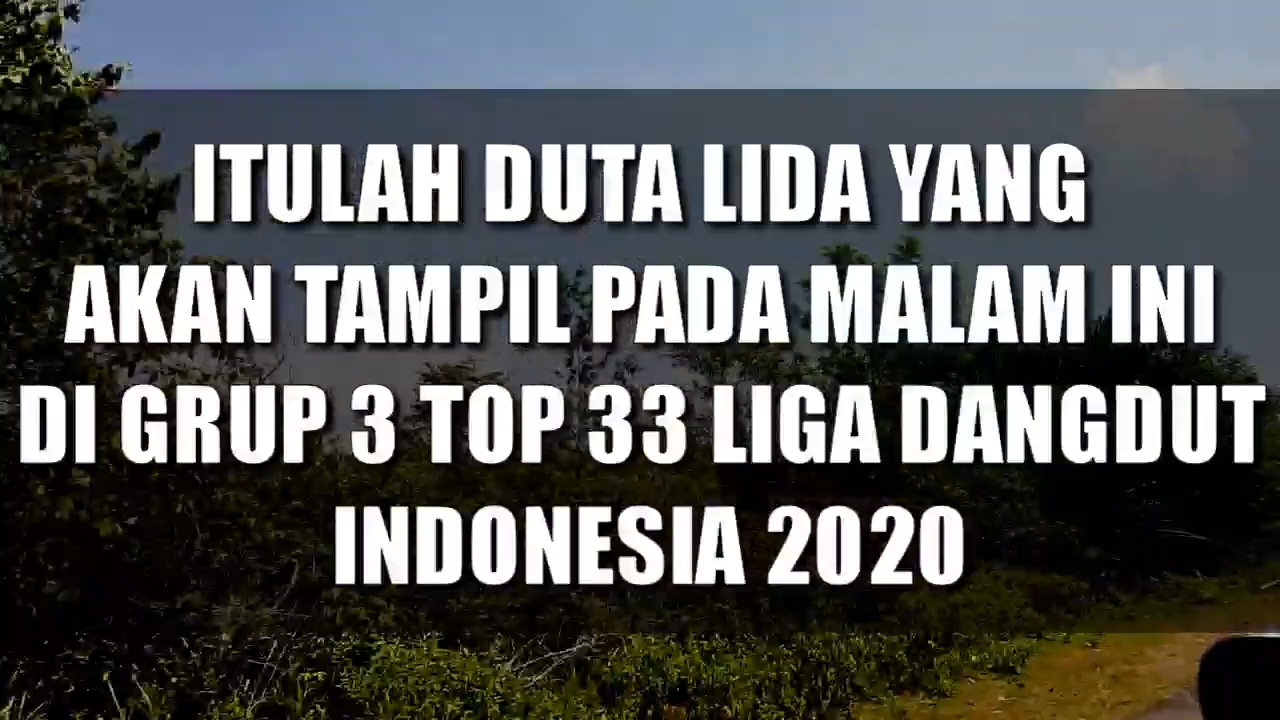 ITULAH DUTA LIDA YANG
AKAN TAMPIL PADA MALAM INI
DI GRUP 3 TOP 33 LIGA DANGDUT
INDONESIA 2020